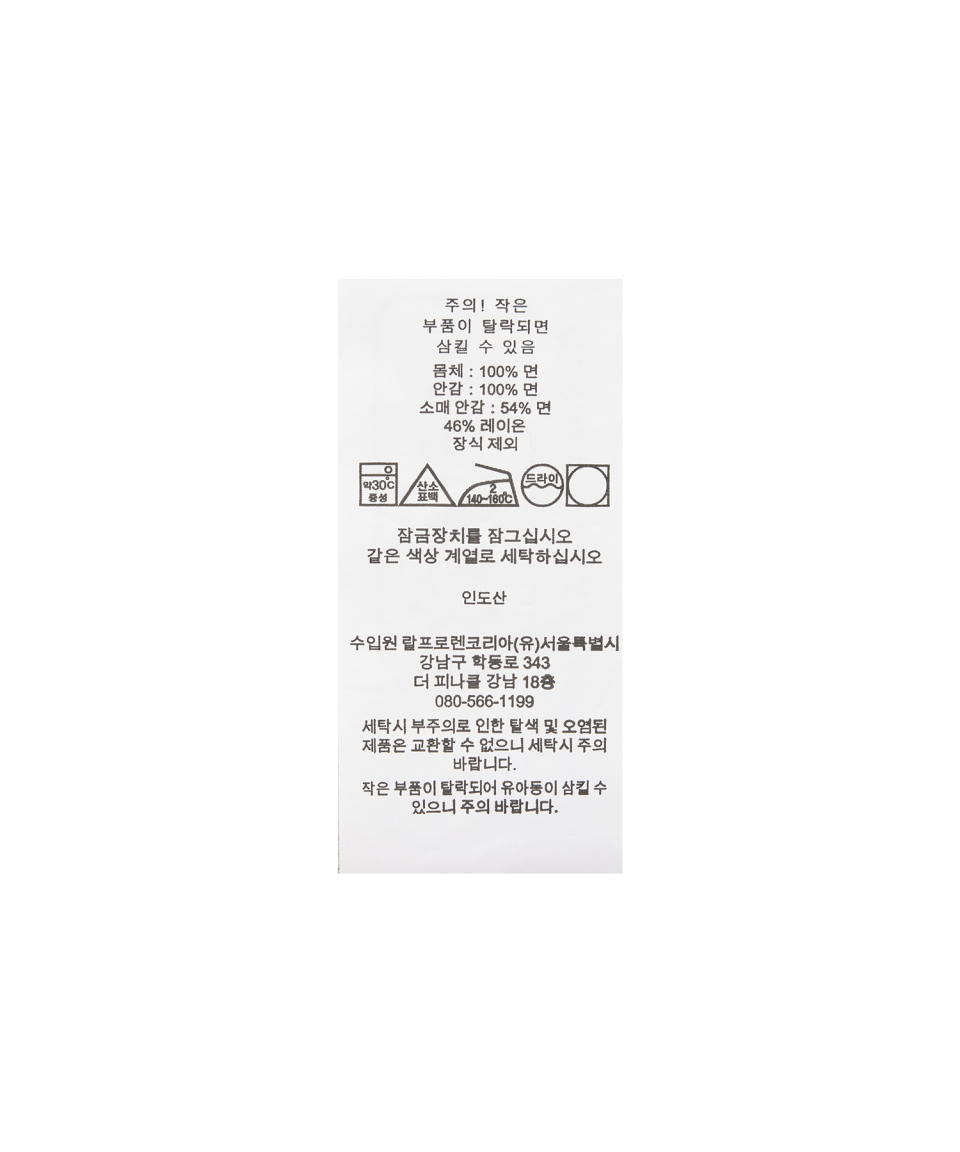 주의! 작은
부품이 탈락되면
삼킬 수 있음
몸체 : 100% 면
안감 : 100% 면
소매 안감 : 54% 면
46% 레이온
장식 제외
약30℃
중성
산소
표백
2
140~160℃
드라이
잠금장치를 잠그십시오
같은 색상 계열로 세탁하십시오
인도산
수입원 랄프로렌코리아(유)서울특별시
강남구 학동로 343
더 피나클 강남 18층
080-566-1199
세탁시 부주의로 인한 탈색 및 오염된
제품은 교환할 수 없으니 세탁시 주의
바랍니다.
작은 부품이 탈락되어 유아동이 삼킬 수
있으니 주의 바랍니다.